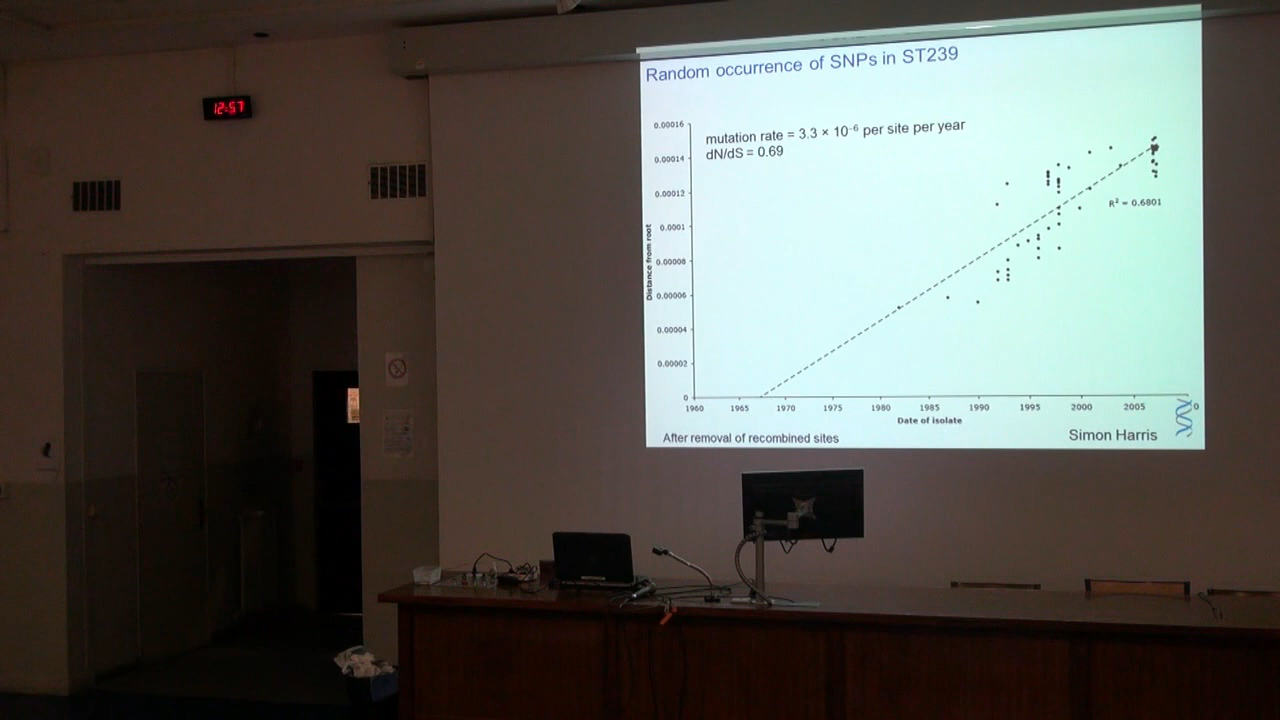 12:57
Random occurrence of SNPs in ST239
mutation rate = 3.3 × 10⁻⁶ per site per year
dN/dS = 0.69
0.00016
0.00014
0.00012
0.0001
0.00008
0.00006
0.00004
0.00002
0
Distance from root
R² = 0.6801
1960 1965 1970 1975 1980 1985 1990 1995 2000 2005 0
Date of isolate
After removal of recombined sites
Simon Harris